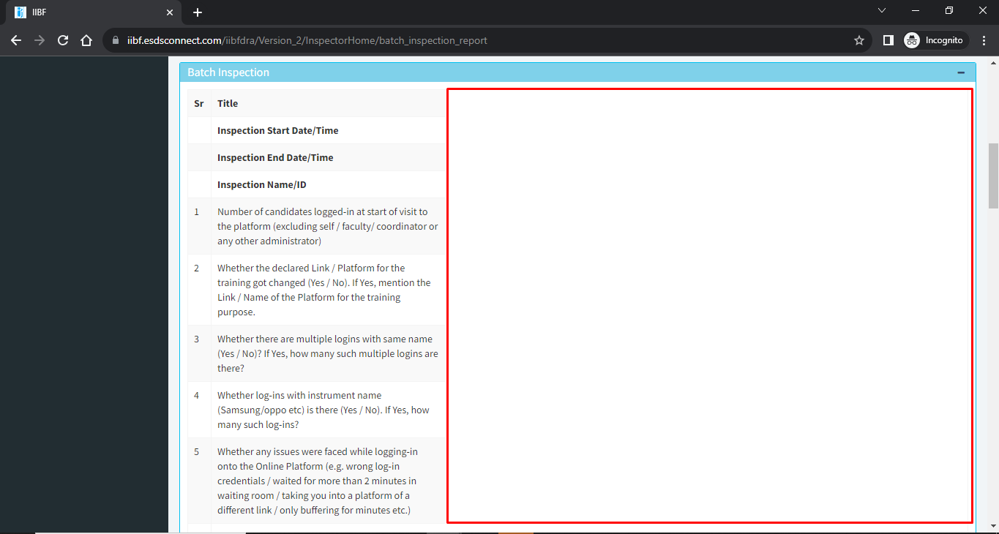 IIBF
iibf.esdsconnect.com/iibfdra/Version_2/InspectorHome/batch_inspection_report
Incognito
Batch Inspection
Sr Title
Inspection Start Date/Time
Inspection End Date/Time
Inspection Name/ID
1 Number of candidates logged-in at start of visit to
the platform (excluding self / faculty/ coordinator or
any other administrator)
2 Whether the declared Link / Platform for the
training got changed (Yes / No). If Yes, mention the
Link / Name of the Platform for the training
purpose.
3 Whether there are multiple logins with same name
(Yes / No)? If Yes, how many such multiple logins are
there?
4 Whether log-ins with instrument name
(Samsung/oppo etc) is there (Yes / No). If Yes, how
many such log-ins?
5 Whether any issues were faced while logging-in
onto the Online Platform (e.g. wrong log-in
credentials / waited for more than 2 minutes in
waiting room / taking you into a platform of a
different link / only buffering for minutes etc.)